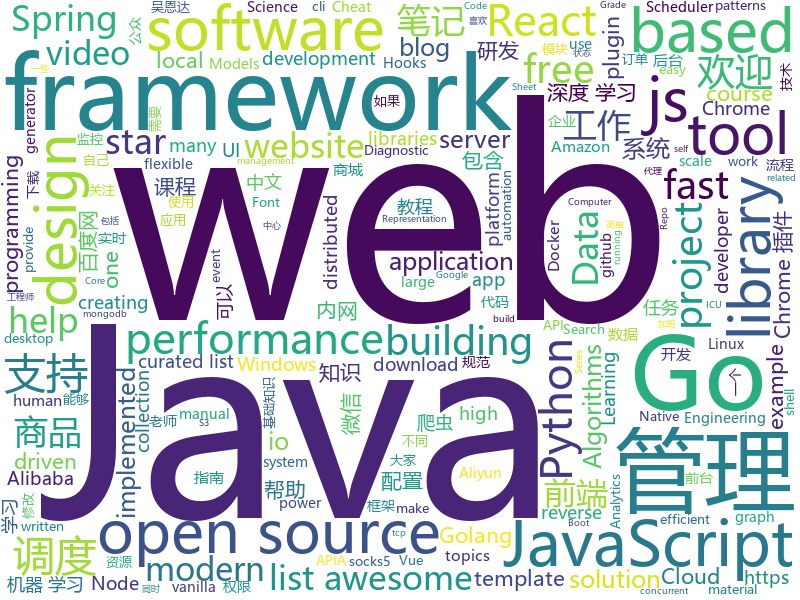 吴恩达
Science
cli
Cheat
Scheduler
patterns
Code
喜欢
Grade
Spring
公众
software
笔记
React
模块
状态
based
video
local
Models
development
Hooks
研发
use
订单
后台
blog
free
plugin
欢迎
技术
generator
监控
framework
如果
需要
深度 学习
easy
js
Chrome
course
star
many
website
libraries
Diagnostic
工作
企业
tool
自己
flexible
UI
server
包含
Amazon
系统
scale
work
流程
self
python
programming
下载
关注
课程
商城
中文
platform
automation
代理
Computer
related
design
使用
Font
教程
fast
Repo
应用
distributed
Docker
简单
running
provide
百度网
实时
包括
web
Representation
github
Data
project
developer
Core
one
中心
application
app
library
Chrome 插件
工程师
creating
可以
event
内网
large
Google
代码
任务
mongodb
performance
building
build
API
Search
数据
ICU
help
desktop
curated list
Windows
download
规范
Series
加密
开发
Linux
支持
human
能够
implemented
collection
知识
Python
Algorithms
Learning
Go
一个
example
shell
Native
Engineering
老师
manual
S3
基础知识
微信
爬虫
high
商品
io
不同
大家
前端
管理
driven
system
Java
Alibaba
指南
帮助
power
配置
Aliyun
reverse
Analytics
前台
Boot
学习
修改
written
框架
make
efficient
graph
open source
Golang
tcp
JavaScript
调度
modern
topics
concurrent
资源
APIA
socks5
Vue
solution
Cloud
https
机器 学习
Node
vanilla
权限
list awesome
template
同时
management
material